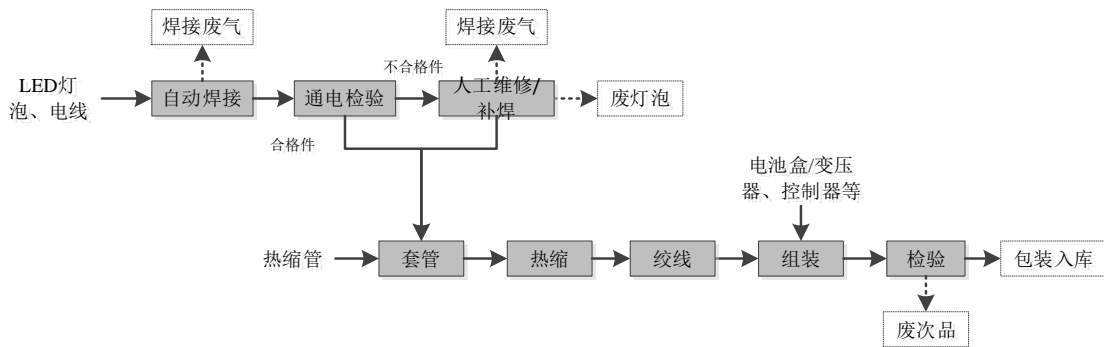 焊接废气
焊接废气
LED灯
泡、电线
自动焊接
通电检验
不合格件
人工维修/
补焊
废灯泡
合格件
电池盒/变压
器、控制器等
热缩管
套管
热缩
绞线
组装
检验
包装入库
废次品